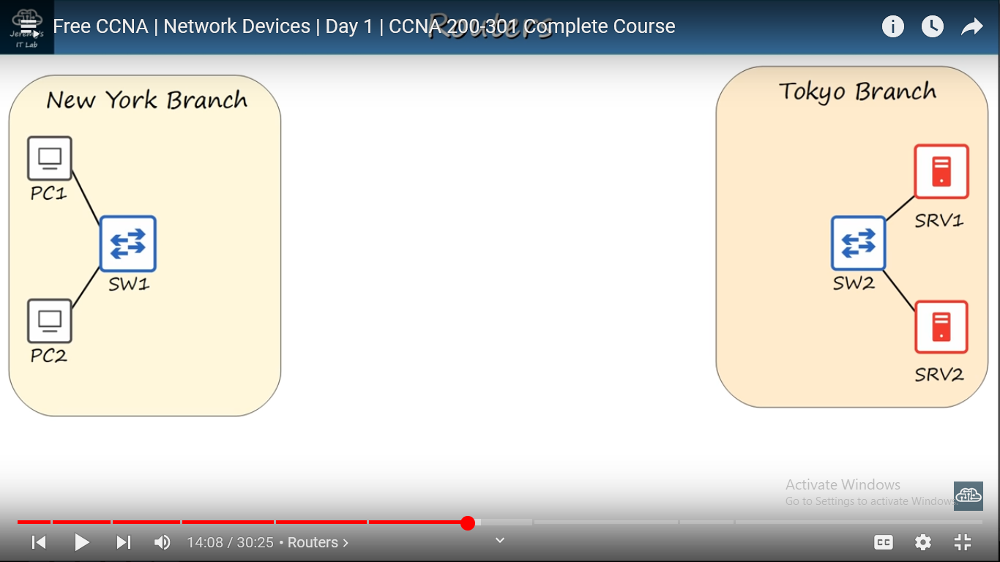 Jeremy's
IT Lab
Free CCNA | Network Devices | Day 1 | CCNA 200-301 Complete Course
Routers
New York Branch
PC1
SW1
PC2
Tokyo Branch
SRV1
SW2
SRV2
Activate Windows
Go to Settings to activate Windows.
14:08 / 30:25 • Routers ›
CC